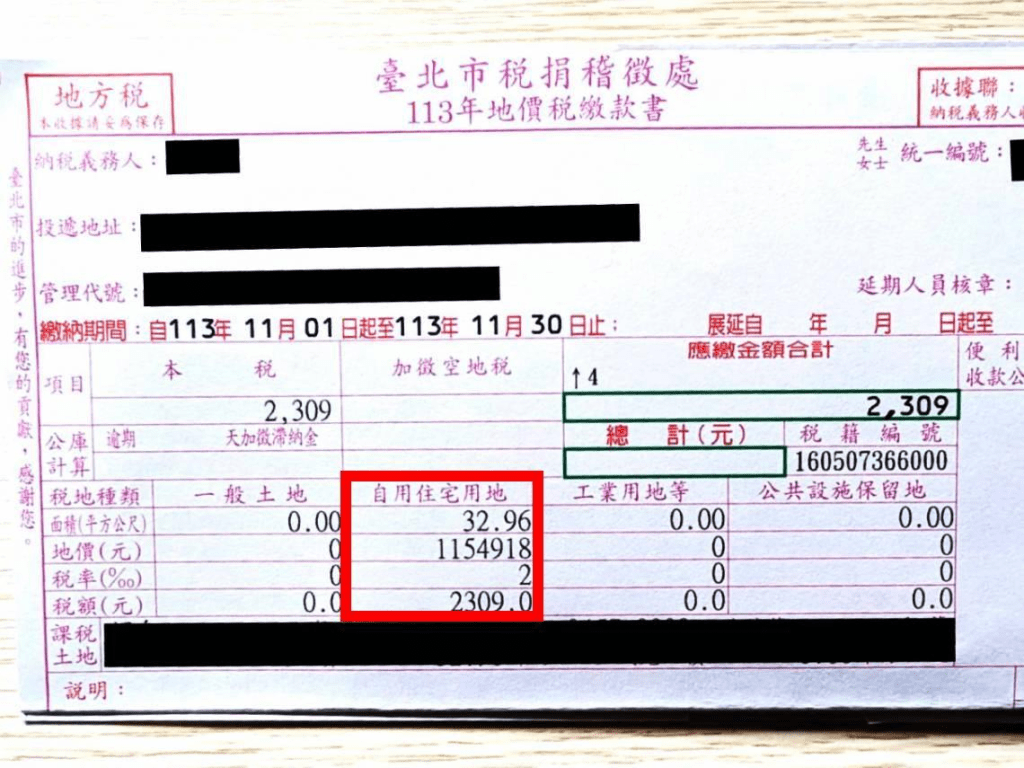 臺北市稅捐稽徵處
113年地價稅繳款書
地方稅
本收據請妥為保存
收據聯：
納稅義務人收
臺北市的進步，有您的貢獻，感謝您。
納稅義務人：
先生
女士
統一編號：
投遞地址：
管理代號：
延期人員核章：
繳納期間：自113年 11月 01日起至113年 11月 30日止；
展延自 年 月 日起至
項目 本 稅 加徵空地稅 應繳金額合計 便利
收款公
↑4
2,309 2,309
公庫計算 逾期 天加徵滯納金 總 計(元) 稅籍編號
160507366000
稅地種類 一般土地 自用住宅用地 工業用地等 公共設施保留地
面積(平方公尺) 0.00 32.96 0.00 0.00
地價(元) 0 1154918 0 0
稅率(‰) 0 2 0 0
稅額(元) 0.0 2309.0 0.0 0.0
課稅土地
說明：